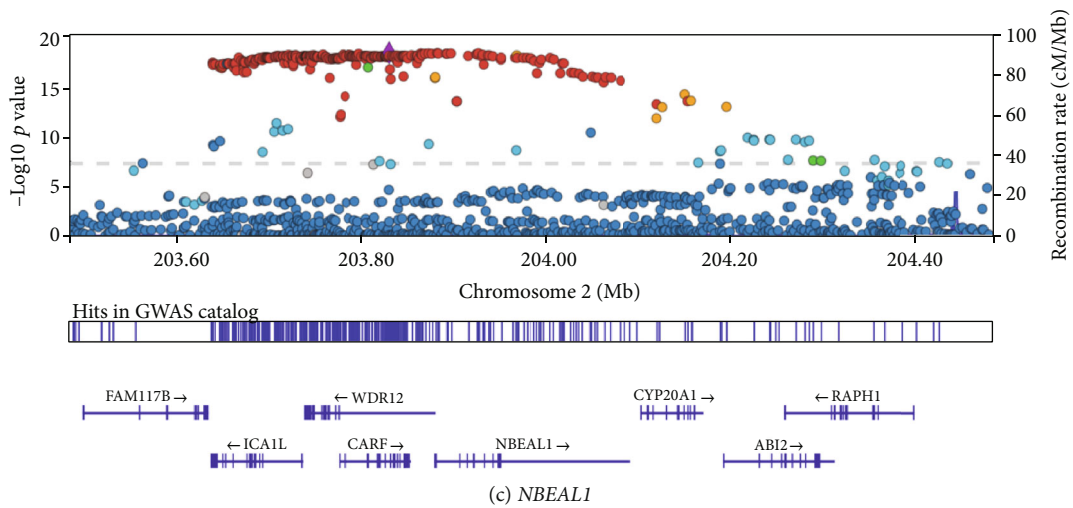 20
15
10
5
0
–Log10 p value
100
80
60
40
20
0
Recombination rate (cM/Mb)
203.60 203.80 204.00 204.20 204.40
Chromosome 2 (Mb)
Hits in GWAS catalog
FAM117B→ ←WDR12 CYP20A1→ ←RAPH1
←ICA1L CARF→ NBEAL1→ ABI2→
(c) NBEAL1